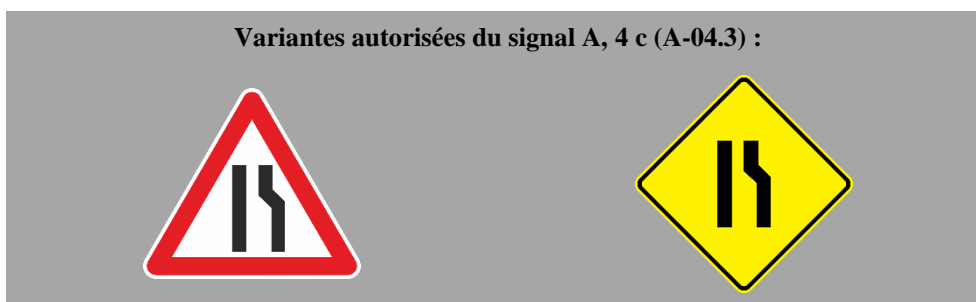 Variantes autorisées du signal A, 4 c (A-04.3) :